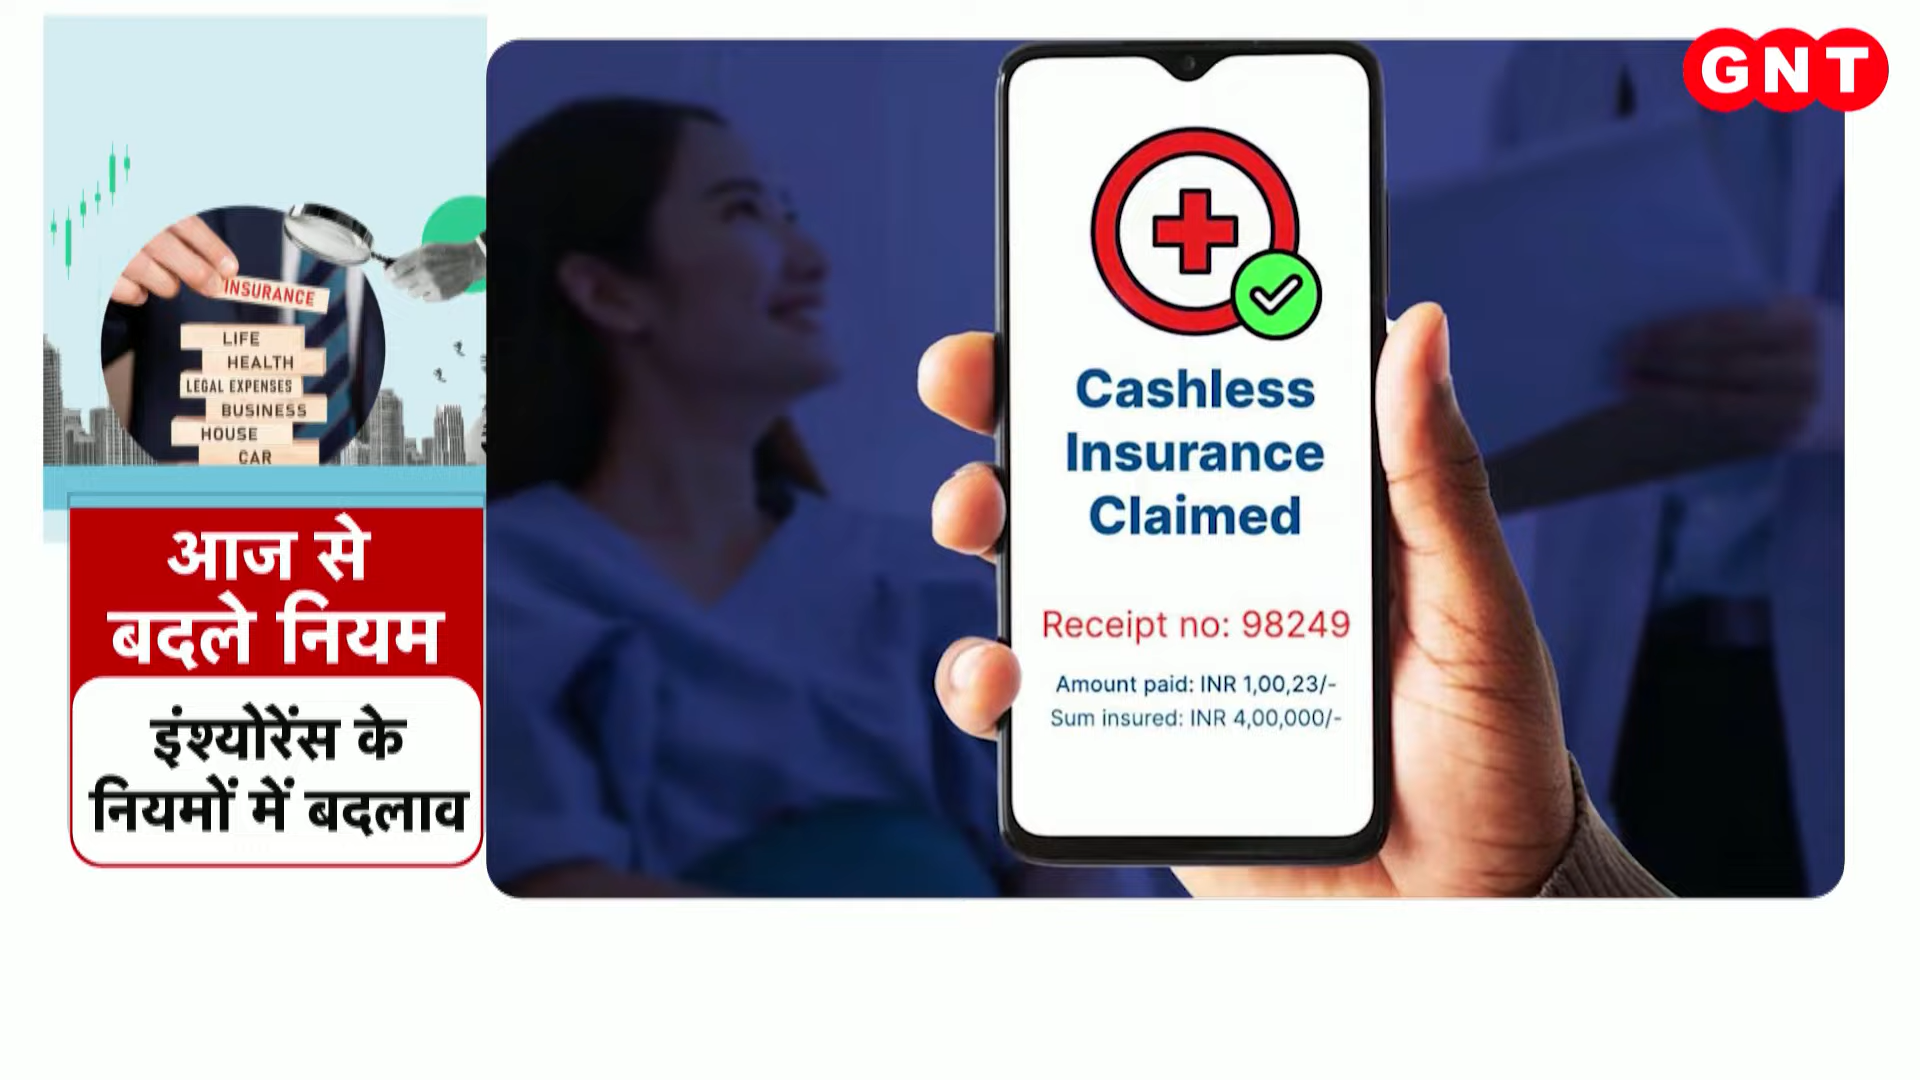 GNT
INSURANCE
LIFE
HEALTH
LEGAL EXPENSES
BUSINESS
HOUSE
CAR
आज से
बदले नियम
इंश्योरेंस के
नियमों में बदलाव
Cashless
Insurance
Claimed
Receipt no: 98249
Amount paid: INR 1,00,23/-
Sum insured: INR 4,00,000/-